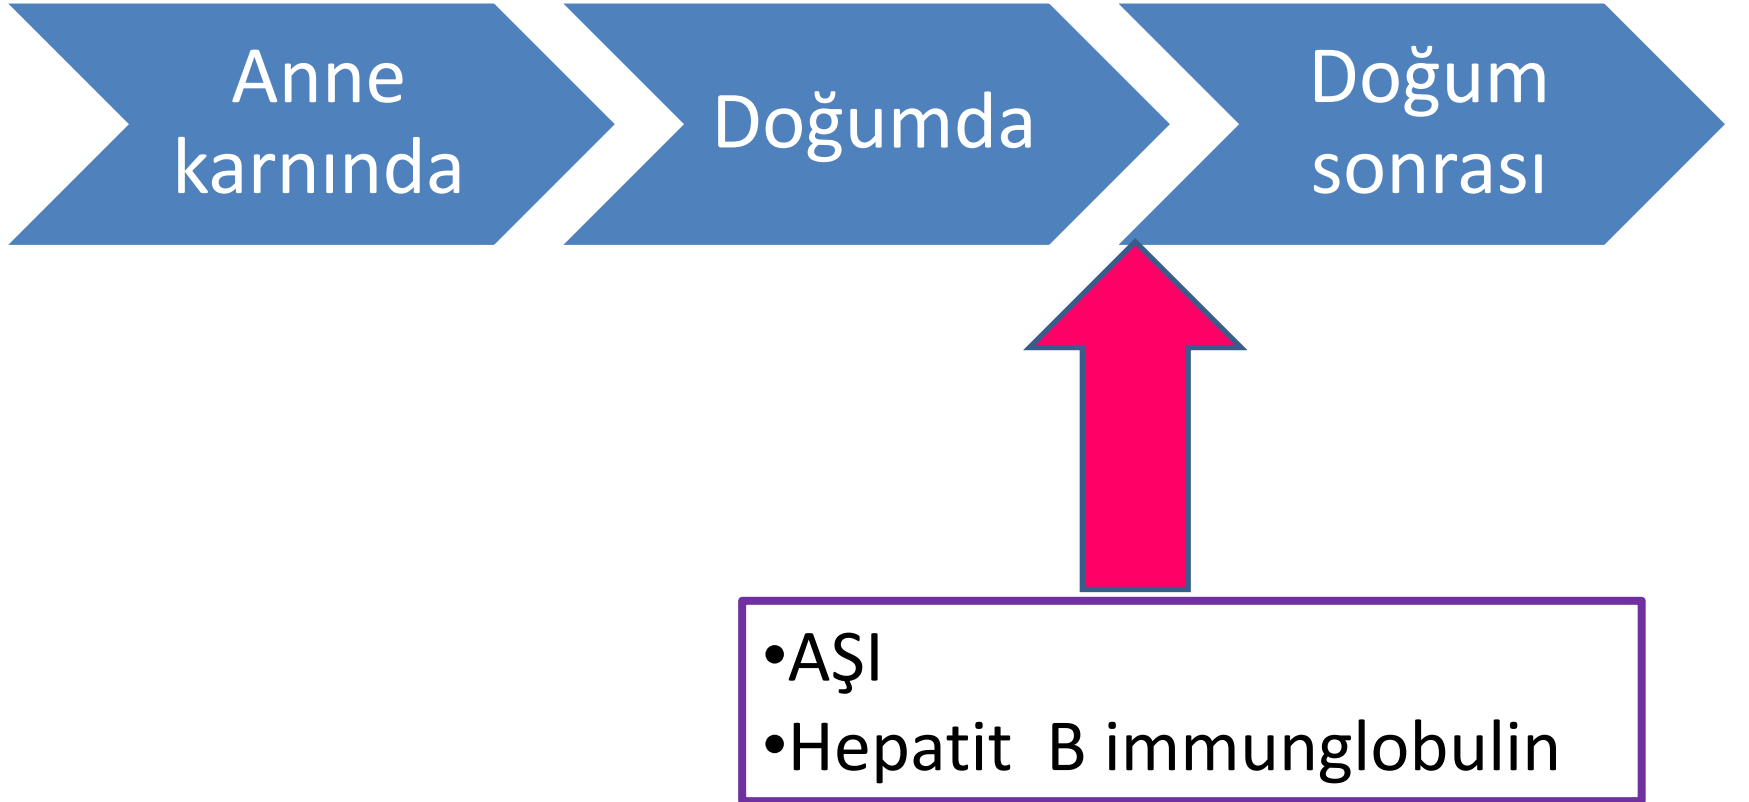 Anne
karnında
Doğumda
Doğum
sonrası
•AŞI
•Hepatit  B immunglobulin